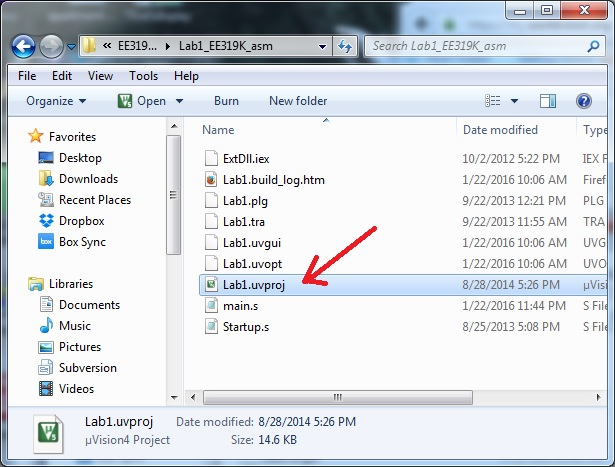 « EE319... ▸ Lab1_EE319K_asm
Search Lab1_EE319K_asm
File Edit View Tools Help
Organize Open Burn New folder
Name Date modified Type
Favorites
Desktop
Downloads
Recent Places
Dropbox
Box Sync
Libraries
Documents
Music
Pictures
Subversion
Videos
ExtDll.iex 10/2/2012 5:22 PM IEX F
Lab1.build_log.htm 1/22/2016 10:06 AM Firef
Lab1.plg 9/22/2013 12:21 PM PLG
Lab1.tra 9/22/2013 11:55 AM TRA
Lab1.uvgui 1/22/2016 10:06 AM UVG
Lab1.uvopt 1/22/2016 10:06 AM UVO
Lab1.uvproj 8/28/2014 5:26 PM µVisi
main.s 1/22/2016 11:44 PM S File
Startup.s 8/25/2013 5:08 PM S File
Lab1.uvproj Date modified: 8/28/2014 5:26 PM
µVision4 Project Size: 14.6 KB